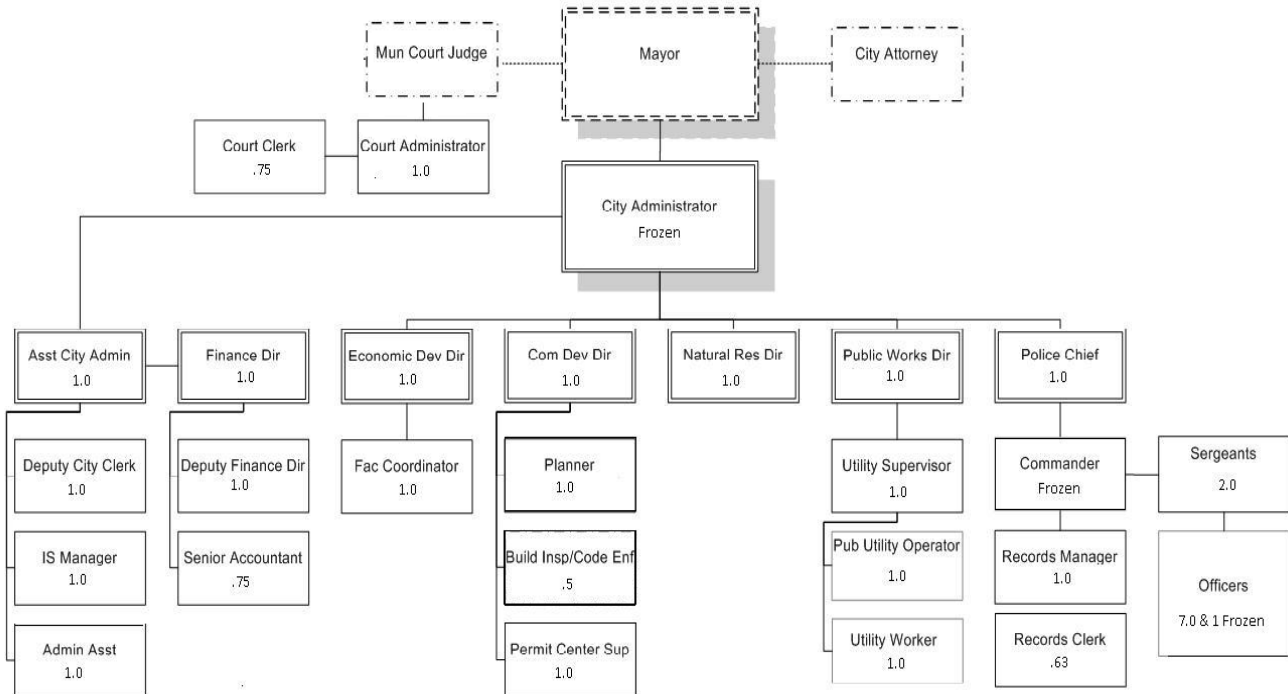 Mun Court Judge
Mayor
City Attorney
Court Clerk
.75
Court Administrator
1.0
City Administrator
Frozen
Asst City Admin
1.0
Finance Dir
1.0
Economic Dev Dir
1.0
Com Dev Dir
1.0
Natural Res Dir
1.0
Public Works Dir
1.0
Police Chief
1.0
Deputy City Clerk
1.0
Deputy Finance Dir
1.0
Fac Coordinator
1.0
Planner
1.0
Utility Supervisor
1.0
Commander
Frozen
Sergeants
2.0
IS Manager
1.0
Senior Accountant
.75
Build Insp/Code Enf
.5
Pub Utility Operator
1.0
Records Manager
1.0
Officers
7.0 & 1 Frozen
Admin Asst
1.0
Permit Center Sup
1.0
Utility Worker
1.0
Records Clerk
.63